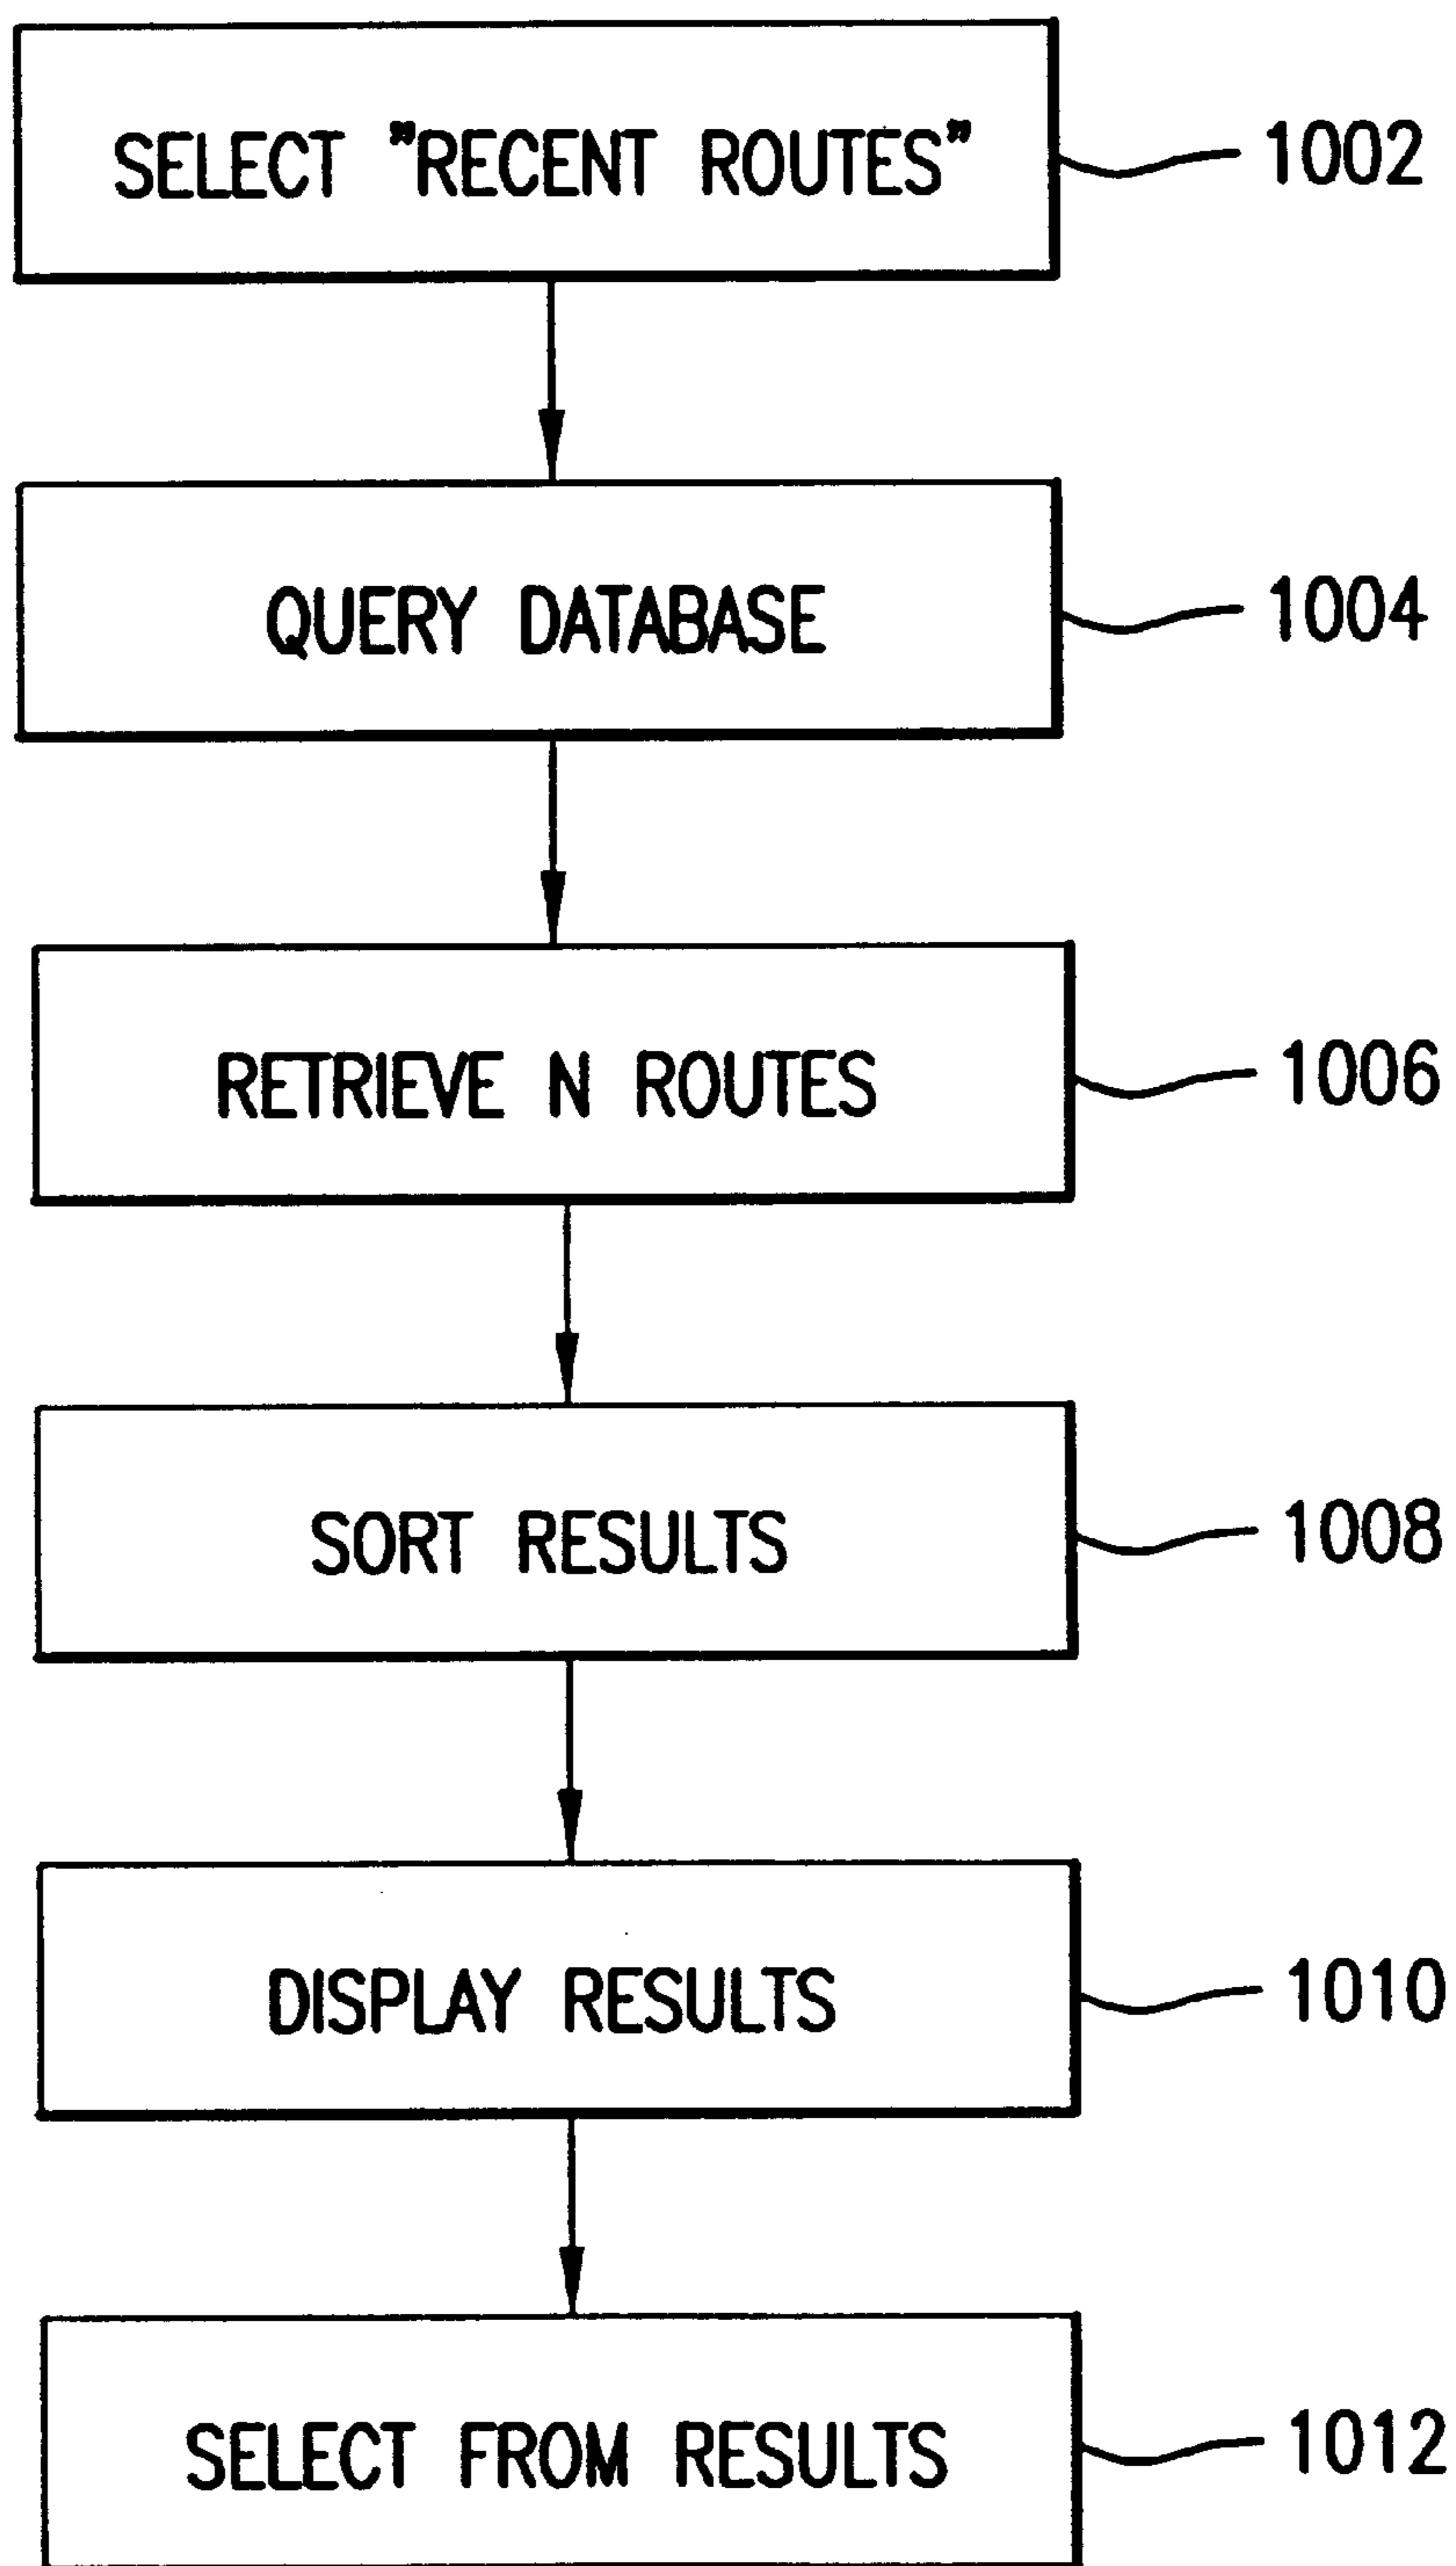 SELECT "RECENT ROUTES" 1002
QUERY DATABASE 1004
RETRIEVE N ROUTES 1006
SORT RESULTS 1008
DISPLAY RESULTS 1010
SELECT FROM RESULTS 1012